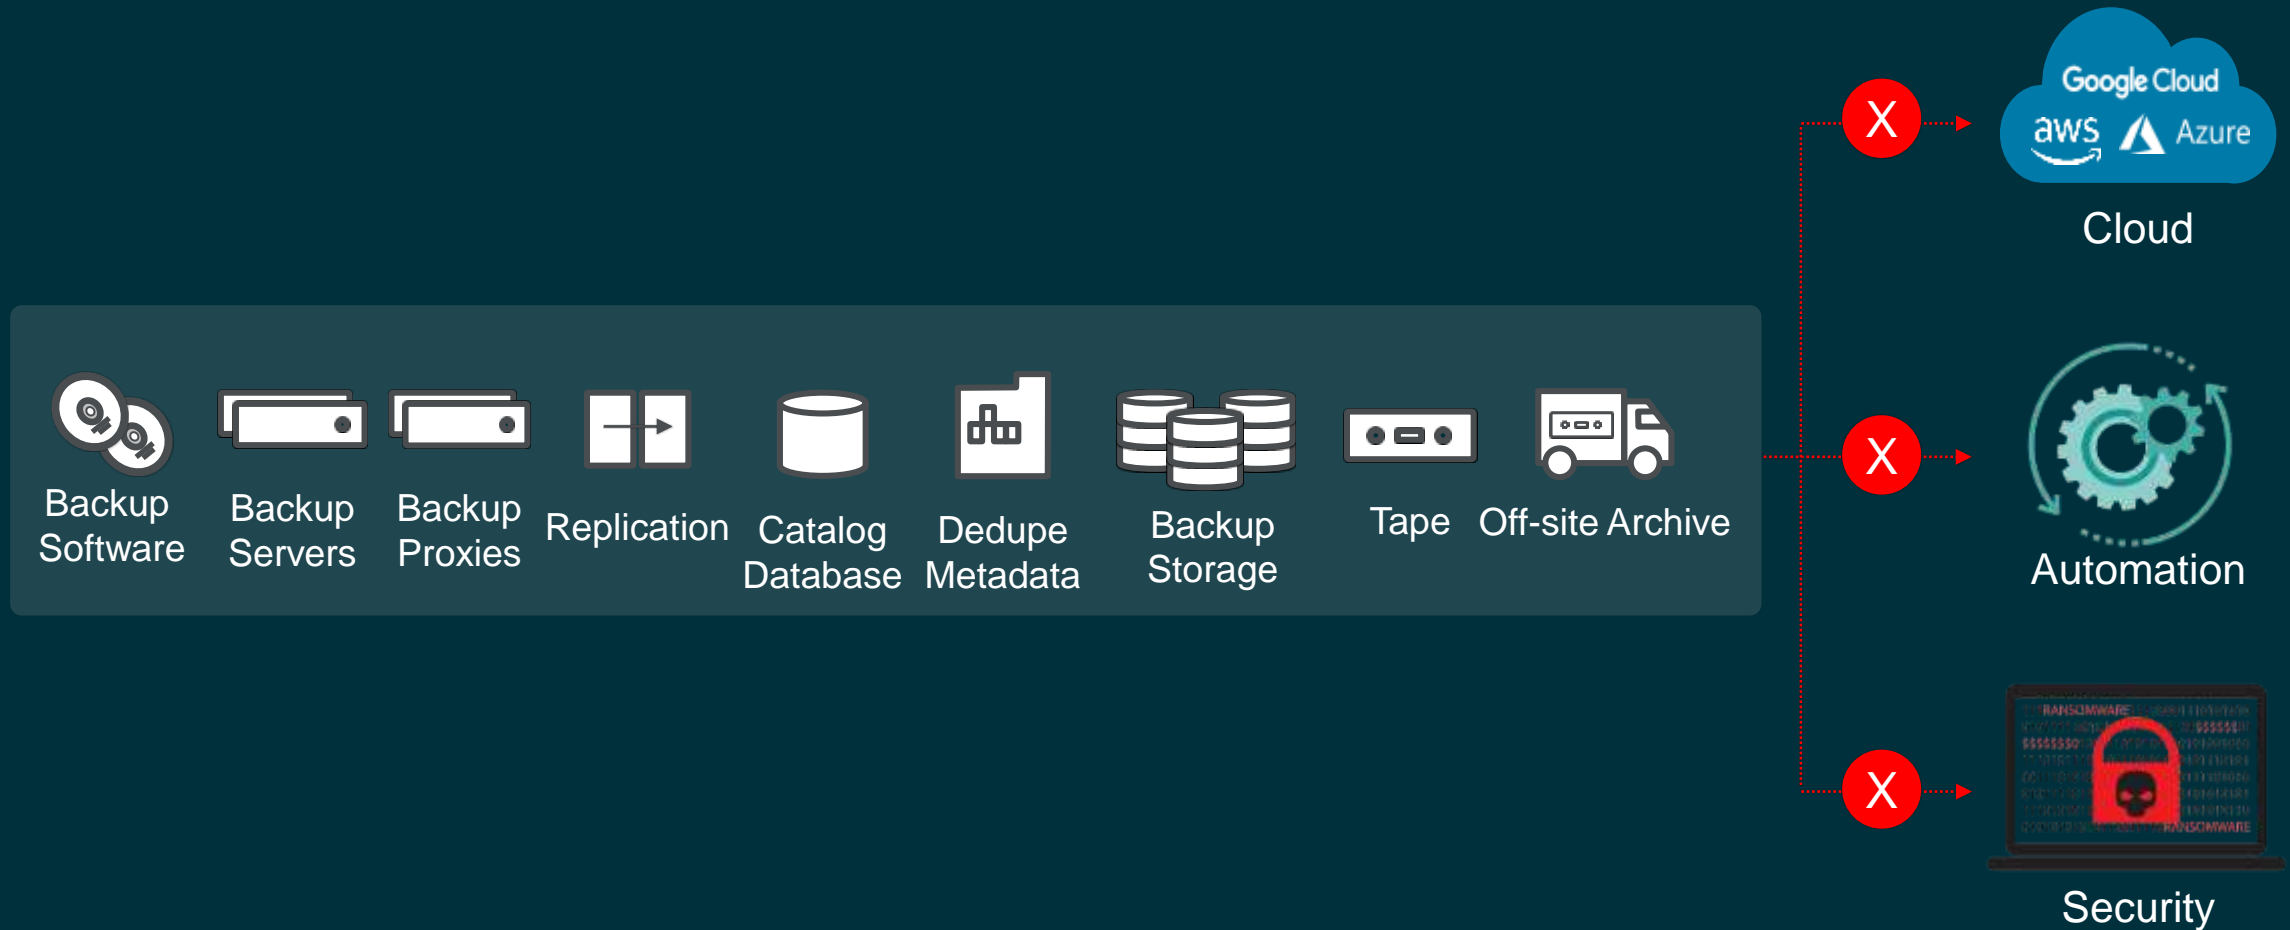 Google Cloud
aws Azure
Cloud
X
Backup
Software
Backup
Servers
Backup
Proxies
Replication
Catalog
Database
Dedupe
Metadata
Backup
Storage
Tape
Off-site Archive
X
Automation
X
RANSOMWARE
$$$$$$
$$$$$$$0
RANSOMWARE
Security